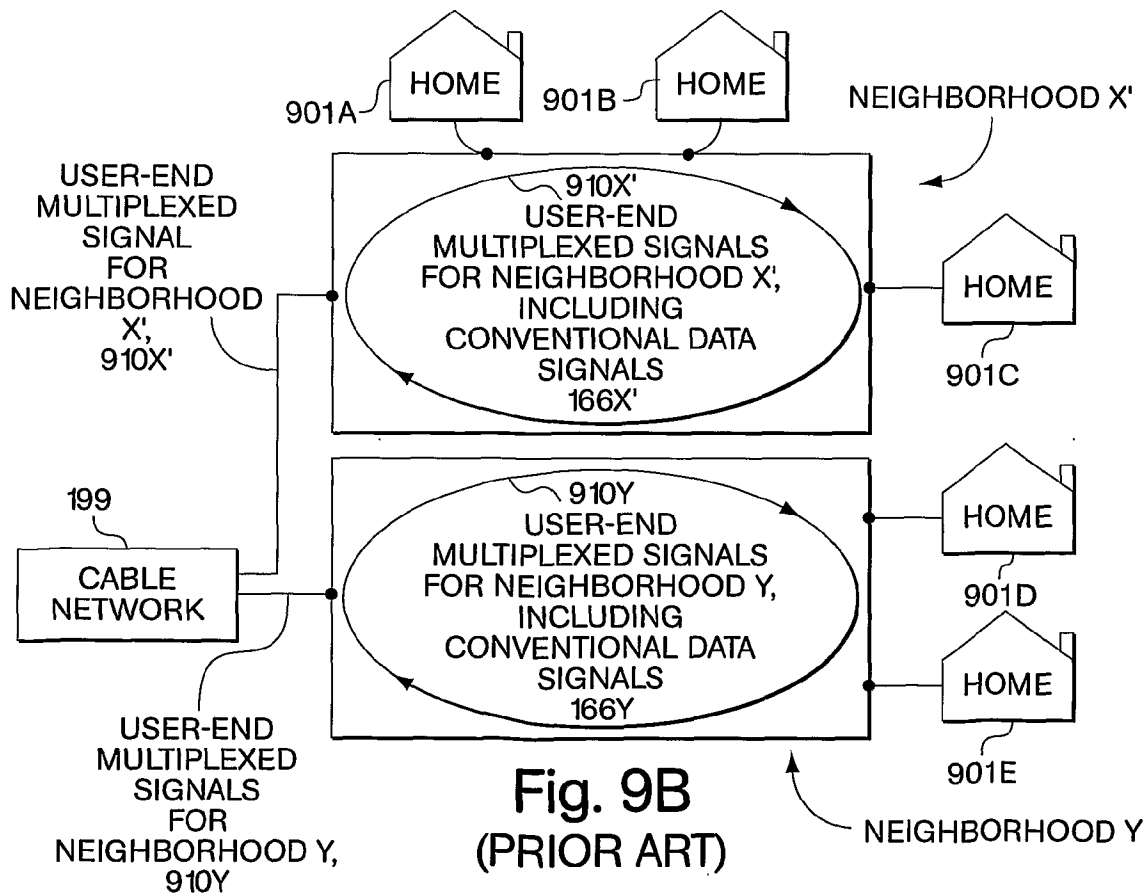 HOME
901A
HOME
901B
NEIGHBORHOOD X'
USER-END
MULTIPLEXED
SIGNAL
FOR
NEIGHBORHOOD
X',
910X'
910X'
USER-END
MULTIPLEXED SIGNALS
FOR NEIGHBORHOOD X',
INCLUDING
CONVENTIONAL DATA
SIGNALS
166X'
HOME
901C
199
CABLE
NETWORK
910Y
USER-END
MULTIPLEXED SIGNALS
FOR NEIGHBORHOOD Y,
INCLUDING
CONVENTIONAL DATA
SIGNALS
166Y
HOME
901D
HOME
901E
USER-END
MULTIPLEXED
SIGNALS
FOR
NEIGHBORHOOD Y,
910Y
NEIGHBORHOOD Y
Fig. 9B
(PRIOR ART)